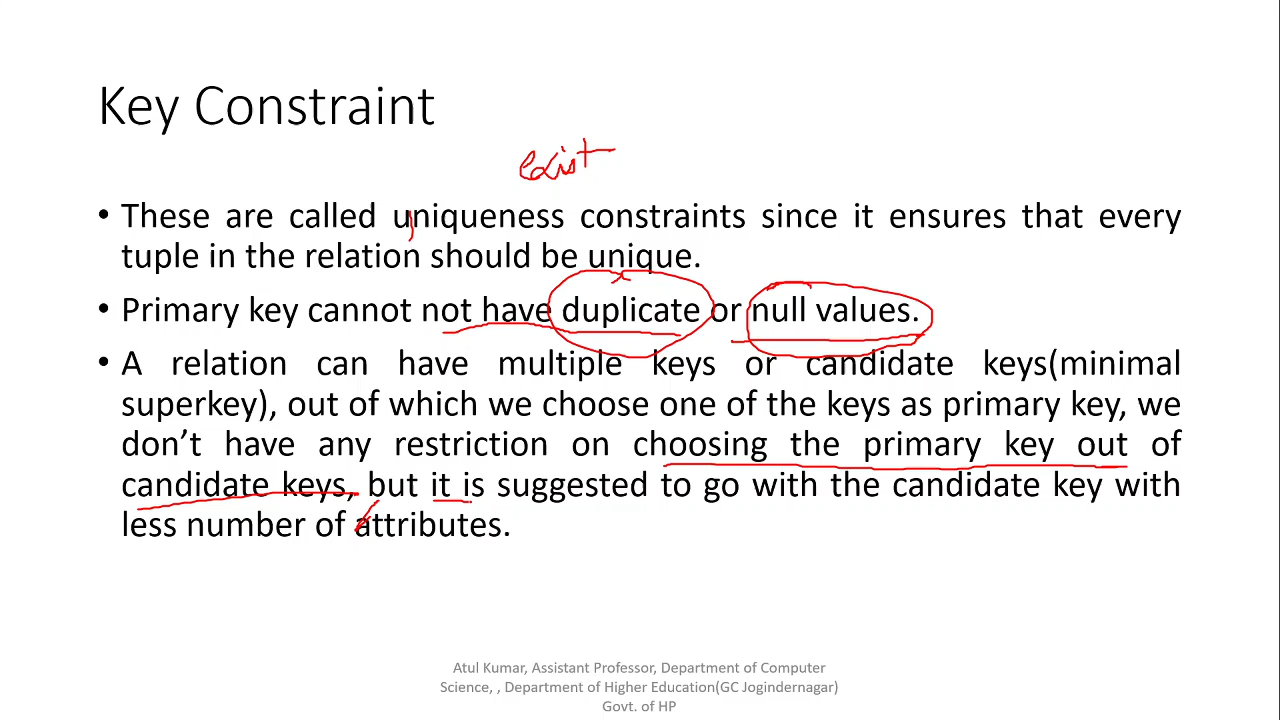 Key Constraint
exist
• These are called uniqueness constraints since it ensures that every
tuple in the relation should be unique.
• Primary key cannot not have duplicate or null values.
• A relation can have multiple keys or candidate keys(minimal
superkey), out of which we choose one of the keys as primary key, we
don’t have any restriction on choosing the primary key out of
candidate keys, but it is suggested to go with the candidate key with
less number of attributes.
Atul Kumar, Assistant Professor, Department of Computer
Science, , Department of Higher Education(GC Jogindernagar)
Govt. of HP